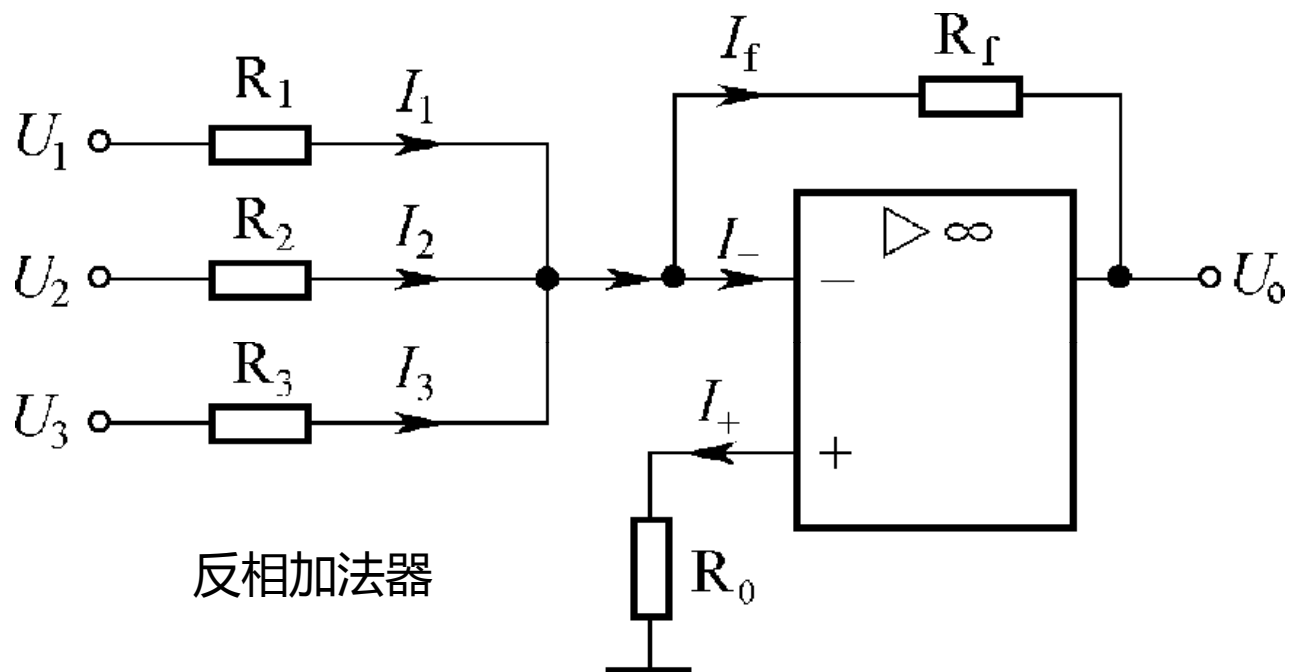 I_f R_f
R_1 I_1
U_1
▷ ∞
R_2 I_2 I_−
U_2 − U_o
R_3 I_3
I_+
U_3 +
反相加法器
R_0